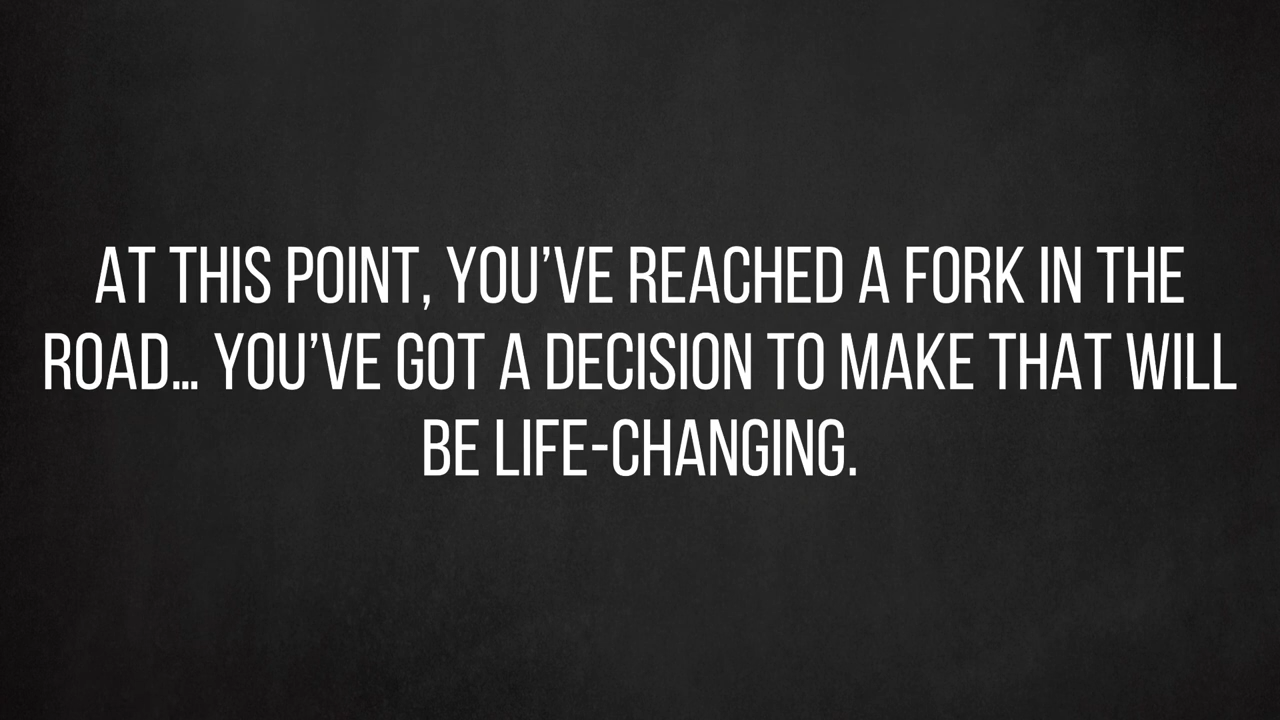 AT THIS POINT, YOU’VE REACHED A FORK IN THE
ROAD... YOU’VE GOT A DECISION TO MAKE THAT WILL
BE LIFE-CHANGING.